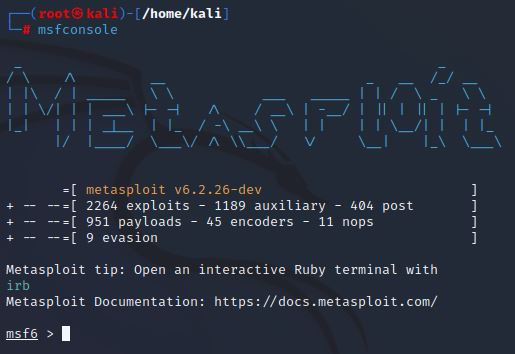 (root㉿kali)-[/home/kali]
# msfconsole
METASPLOIT
=[ metasploit v6.2.26-dev ]
+ -- --=[ 2264 exploits - 1189 auxiliary - 404 post ]
+ -- --=[ 951 payloads - 45 encoders - 11 nops ]
+ -- --=[ 9 evasion ]
Metasploit tip: Open an interactive Ruby terminal with
irb
Metasploit Documentation: https://docs.metasploit.com/
msf6 >